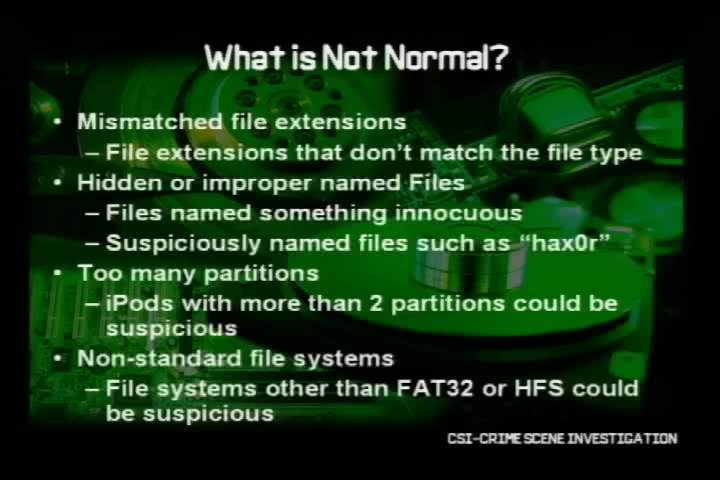 What is Not Normal?
• Mismatched file extensions
– File extensions that don't match the file type
• Hidden or improper named Files
– Files named something innocuous
– Suspiciously named files such as “hax0r”
• Too many partitions
– iPods with more than 2 partitions could be
suspicious
• Non-standard file systems
– File systems other than FAT32 or HFS could
be suspicious
CSI-CRIME SCENE INVESTIGATION